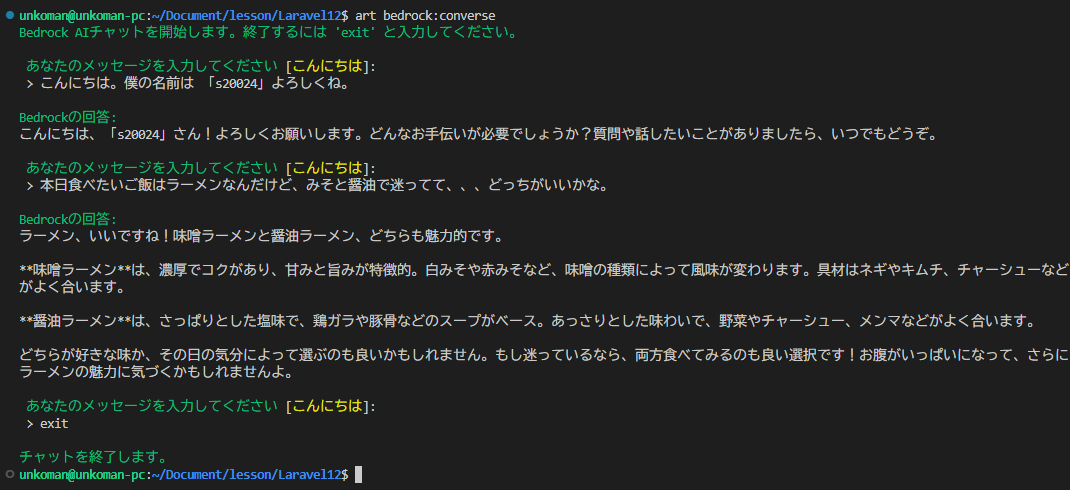 unkoman@unkoman-pc:~/Document/lesson/Laravel12$ art bedrock:converse
Bedrock AIチャットを開始します。終了するには 'exit' と入力してください。
あなたのメッセージを入力してください [こんにちは]:
> こんにちは。僕の名前は 「s20024」よろしくね。
Bedrockの回答:
こんにちは、「s20024」さん！よろしくお願いします。どんなお手伝いが必要でしょうか？質問や話したいことがありましたら、いつでもどうぞ。
あなたのメッセージを入力してください [こんにちは]:
> 本日食べたいご飯はラーメンなんだけど、みそと醤油で迷ってて、、、どっちがいいかな。
Bedrockの回答:
ラーメン、いいですね！味噌ラーメンと醤油ラーメン、どちらも魅力的です。
**味噌ラーメン**は、濃厚でコクがあり、甘みと旨みが特徴的。白みそや赤みそなど、味噌の種類によって風味が変わります。具材はネギやキムチ、チャーシューなど
がよく合います。
**醤油ラーメン**は、さっぱりとした塩味で、鶏ガラや豚骨などのスープがベース。あっさりとした味わいで、野菜やチャーシュー、メンマなどがよく合います。
どちらが好きな味か、その日の気分によって選ぶのも良いかもしれません。もし迷っているなら、両方食べてみるのも良い選択です！お腹がいっぱいになって、さらに
ラーメンの魅力に気づくかもしれませんよ。
あなたのメッセージを入力してください [こんにちは]:
> exit
チャットを終了します。
unkoman@unkoman-pc:~/Document/lesson/Laravel12$